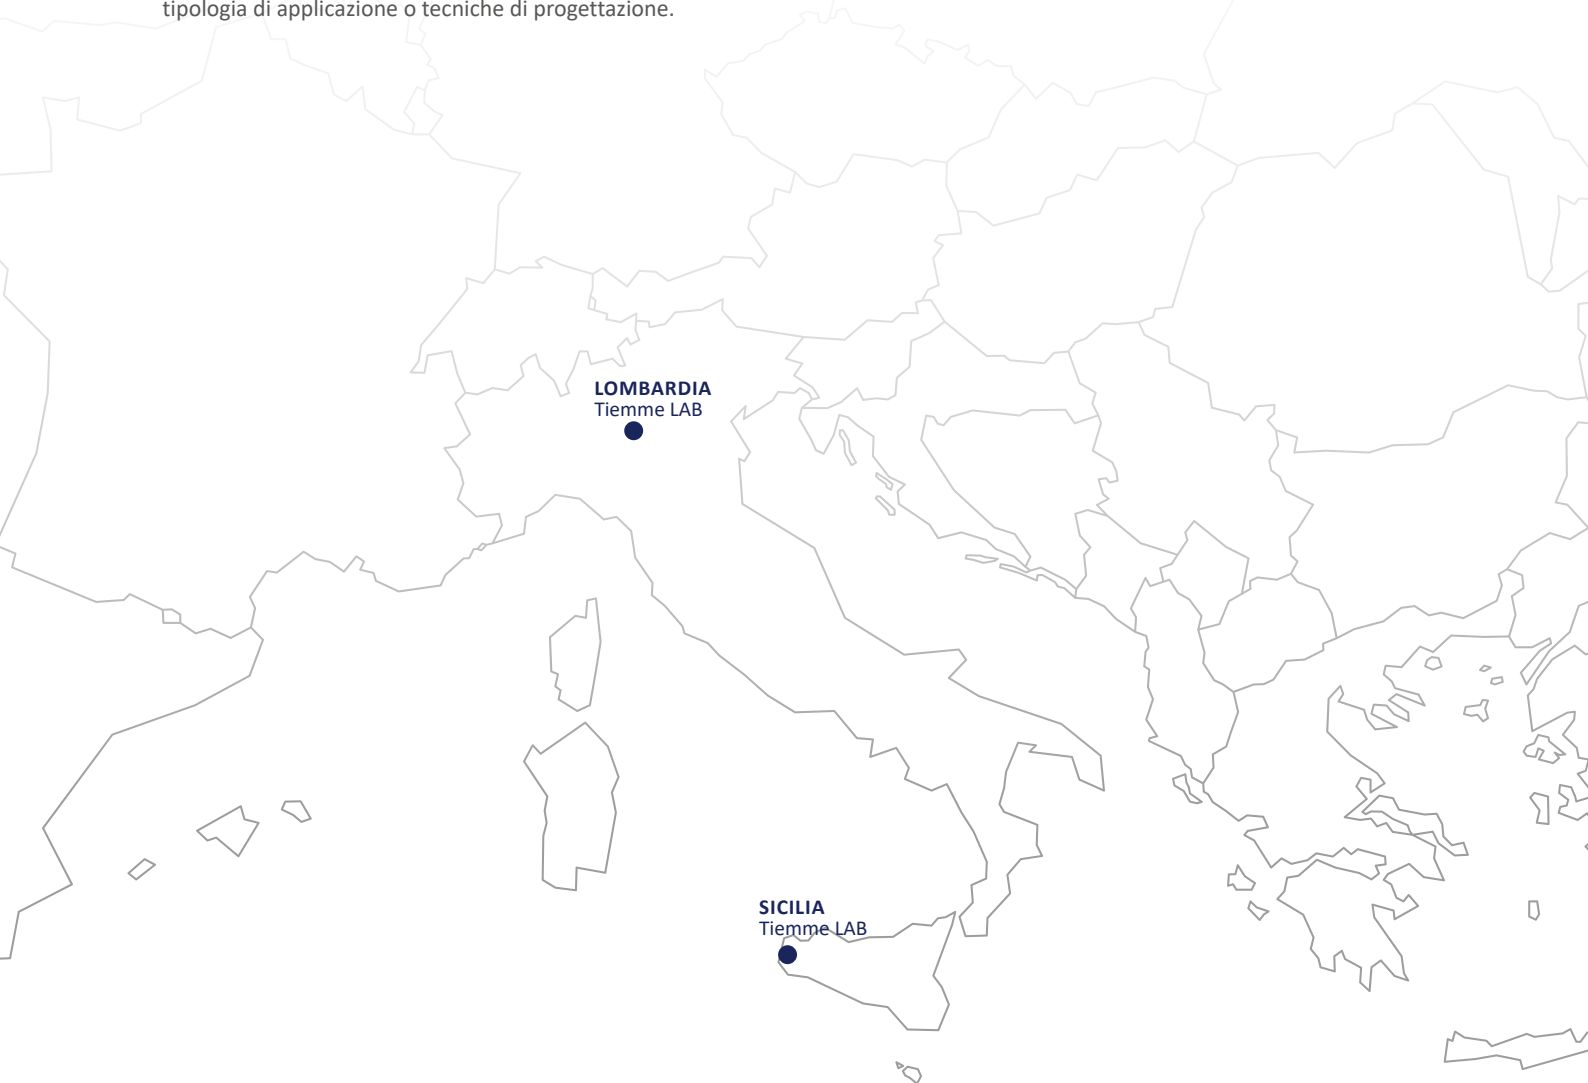 tipologia di applicazione o tecniche di progettazione.
LOMBARDIA
Tiemme LAB
SICILIA
Tiemme LAB